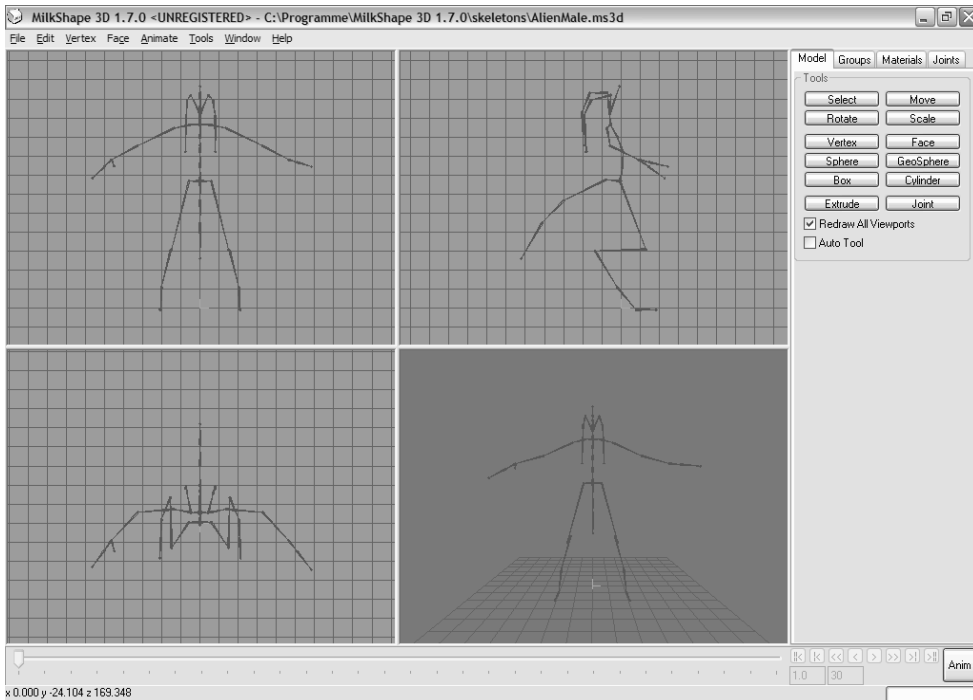 MilkShape 3D 1.7.0 <UNREGISTERED> - C:\Programme\MilkShape 3D 1.7.0\skeletons\AlienMale.ms3d
File Edit Vertex Face Animate Tools Window Help
Model Groups Materials Joints
Tools
Select Move
Rotate Scale
Vertex Face
Sphere GeoSphere
Box Cylinder
Extrude Joint
Redraw All Viewports
Auto Tool
1.0 30
Anim
x 0.000 y -24.104 z 169.348